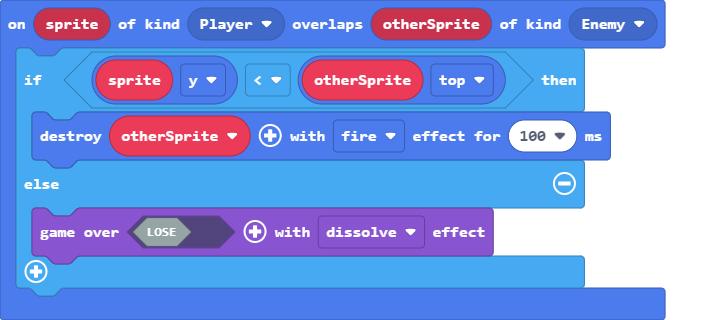 on sprite of kind Player overlaps otherSprite of kind Enemy
if sprite y < otherSprite top then
destroy otherSprite with fire effect for 100 ms
else
game over LOSE with dissolve effect